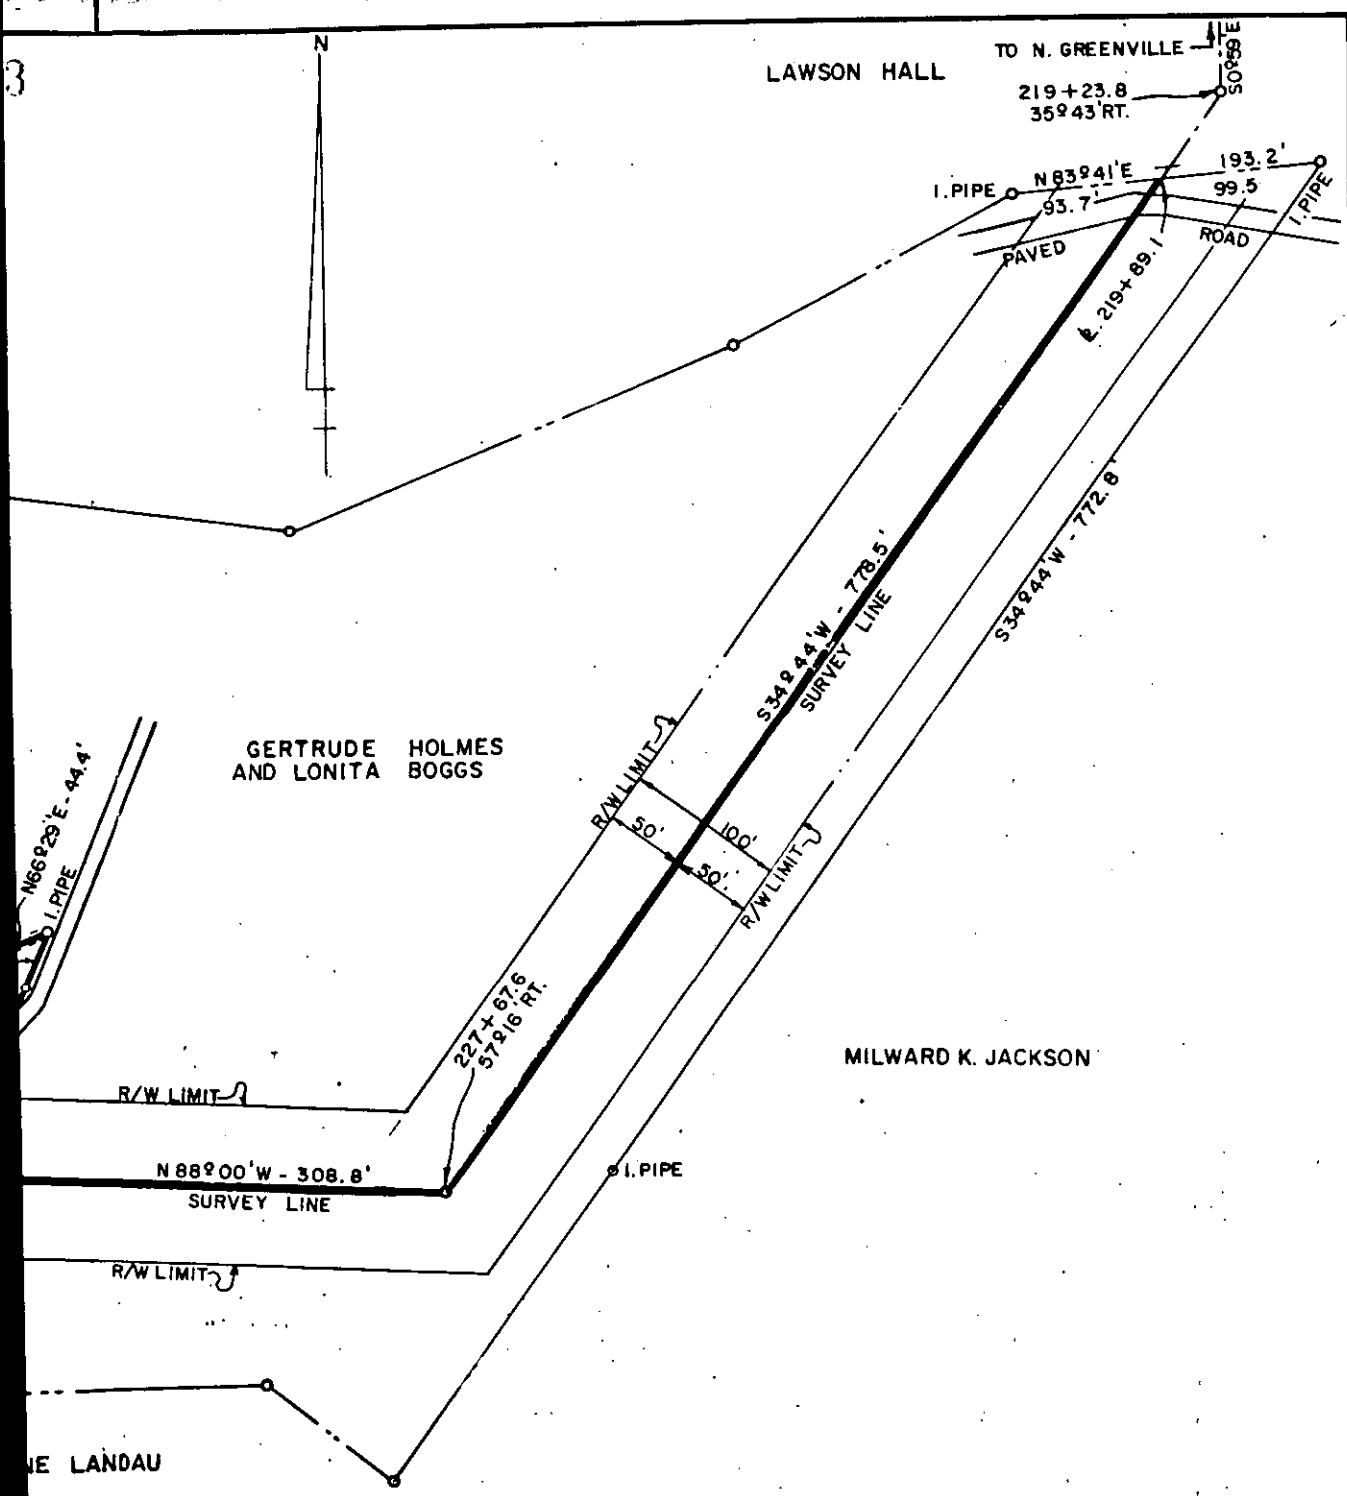 3
N
LAWSON HALL
TO N. GREENVILLE
S0°59'E
219+23.8
35°43'RT.
I.PIPE
N83°41'E
193.2'
93.7'
99.5
I.PIPE
PAVED
ROAD
℄. 219+89.1
S34°44'W - 778.5'
SURVEY LINE
S34°44'W - 772.8'
GERTRUDE HOLMES
AND LONITA BOGGS
N66°29'E - 44.4'
I.PIPE
R/W LIMIT
50'
100'
50'
R/W LIMIT
227+67.6
57°16'RT.
MILWARD K. JACKSON
R/W LIMIT
N88°00'W - 308.8'
SURVEY LINE
I.PIPE
R/W LIMIT
NE LANDAU